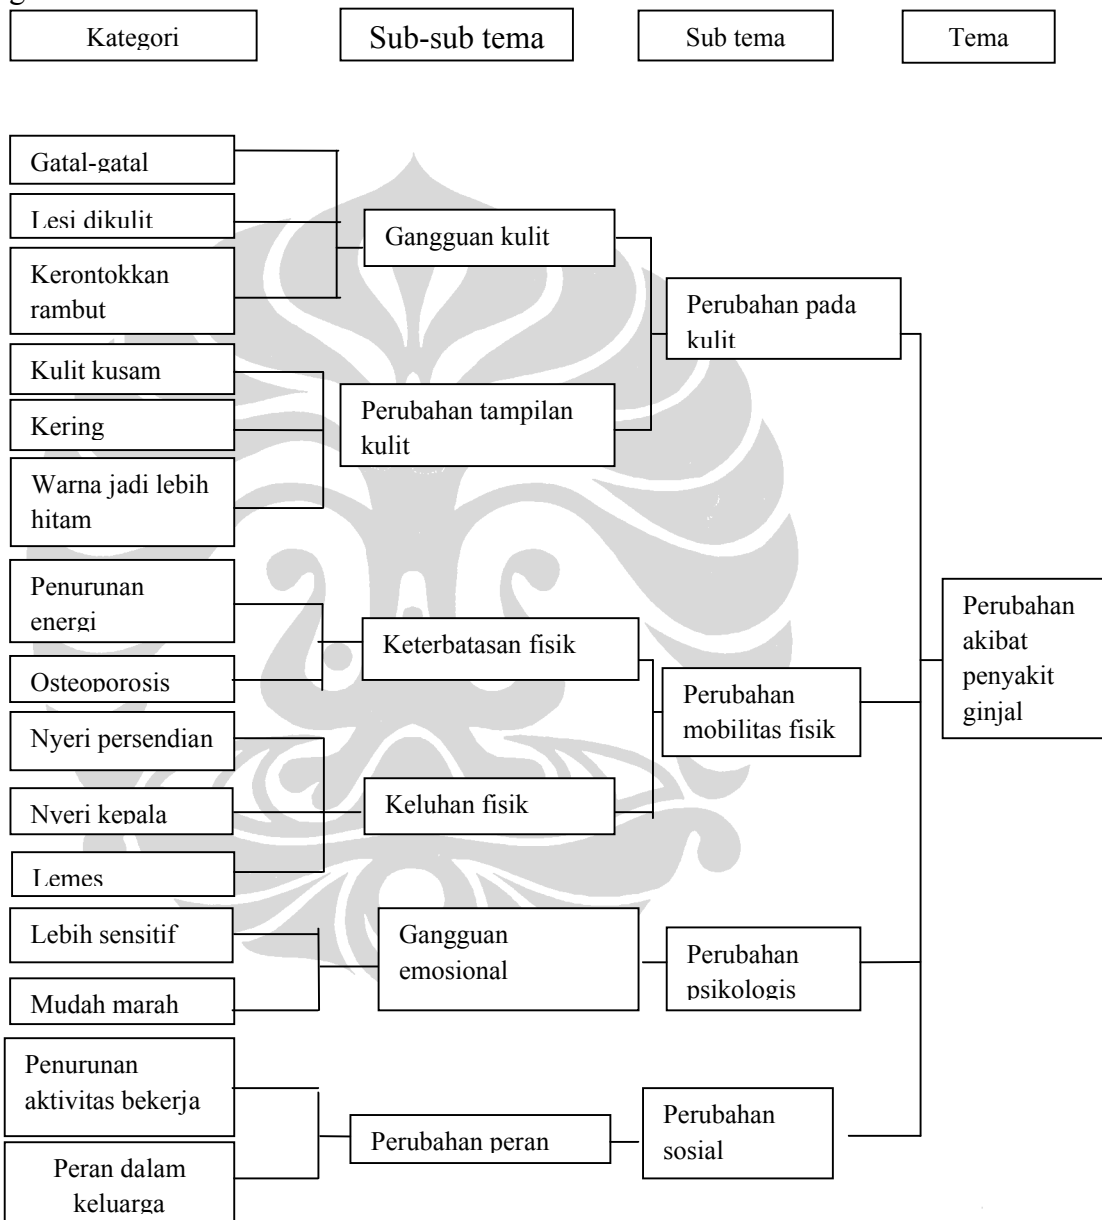 Kategori
Sub-sub tema
Sub tema
Tema
Gatal-gatal
Lesi dikulit
Kerontokkan
rambut
Kulit kusam
Kering
Warna jadi lebih
hitam
Penurunan
energi
Osteoporosis
Nyeri persendian
Nyeri kepala
Lemes
Lebih sensitif
Mudah marah
Penurunan
aktivitas bekerja
Peran dalam
keluarga
Gangguan kulit
Perubahan tampilan
kulit
Keterbatasan fisik
Keluhan fisik
Gangguan
emosional
Perubahan peran
Perubahan pada
kulit
Perubahan
mobilitas fisik
Perubahan
psikologis
Perubahan
sosial
Perubahan
akibat
penyakit
ginjal